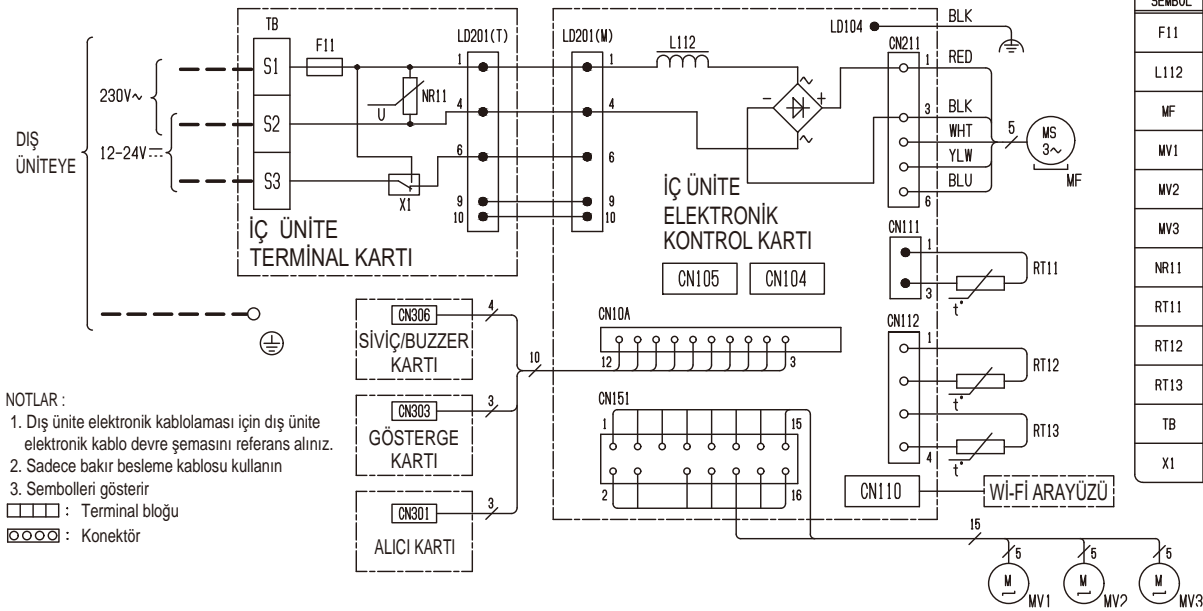 TB
F11
S1
S2
S3
230V~
12-24V⎓
DIŞ
ÜNİTEYE
NR11
U
X1
İÇ ÜNİTE
TERMİNAL KARTI
LD201(T)
1
4
6
9
10
LD201(M)
1
4
6
9
10
L112
~
-
+
~
LD104
BLK
CN211
1
RED
3
BLK
WHT
YLW
BLU
6
5
MS
3~
MF
İÇ ÜNİTE
ELEKTRONİK
KONTROL KARTI
CN105
CN104
CN111
1
3
RT11
t°
CN112
1
RT12
t°
RT13
4
t°
CN10A
12
3
10
CN151
1
15
2
16
CN110
Wİ-Fİ ARAYÜZÜ
15
5
5
5
M
M
M
MV1
MV2
MV3
CN306
4
SİVİÇ/BUZZER
KARTI
CN303
3
GÖSTERGE
KARTI
CN301
3
ALICI KARTI
NOTLAR :
1. Dış ünite elektronik kablolaması için dış ünite
elektronik kablo devre şemasını referans alınız.
2. Sadece bakır besleme kablosu kullanın
3. Sembolleri gösterir
: Terminal bloğu
: Konektör
SEMBOL
F11
L112
MF
MV1
MV2
MV3
NR11
RT11
RT12
RT13
TB
X1